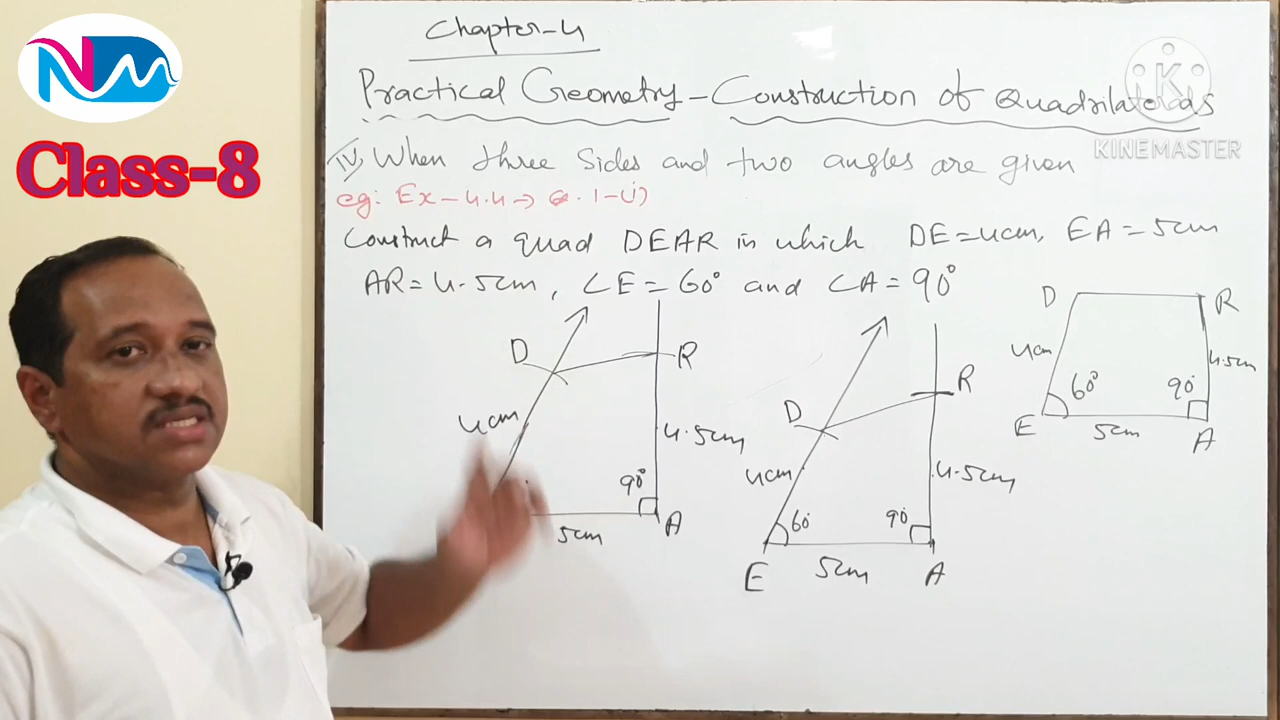 NDM
Class-8
KINEMASTER
Chapter-4
Practical Geometry - Construction of Quadrilaterals
IV, When three sides and two angles are given
eg: Ex-4.4 → Q. 1-(i)
Construct a quad DEAR in which DE=4cm, EA=5cm
AR=4.5cm, ∠E=60° and ∠A=90°
D R
4cm 4.5cm
90°
5cm A
D R
4cm 4.5cm
60° 90°
E 5cm A
D R
4cm 4.5cm
60° 90°
E 5cm A